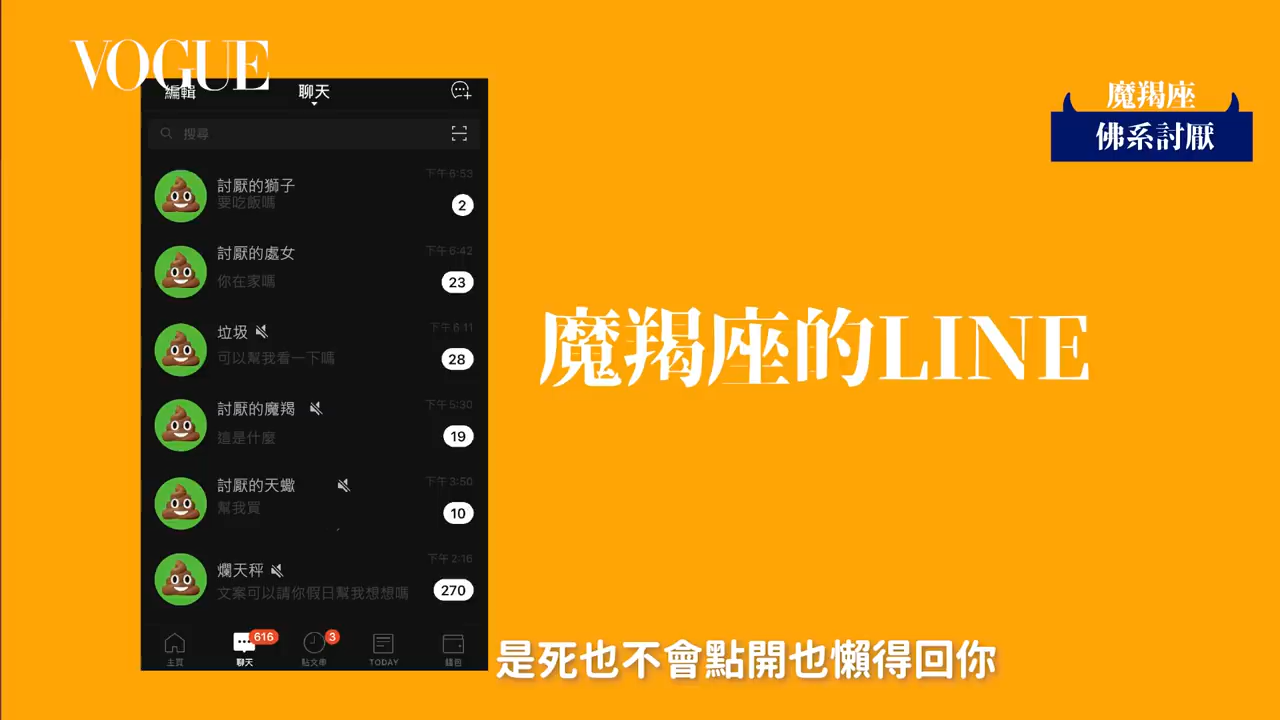 VOGUE
編輯
聊天
搜尋
魔羯座
佛系討厭
討厭的獅子
下午6:53
要吃飯嗎
2
討厭的處女
下午6:42
你在家嗎
23
垃圾
下午6:11
可以幫我看一下嗎
28
討厭的魔羯
下午5:30
這是什麼
19
討厭的天蠍
下午3:50
幫我買
10
爛天秤
下午2:16
文案可以請你假日幫我想想嗎
270
魔羯座的LINE
616
3
主頁
聊天
貼文串
TODAY
錢包
是死也不會點開也懶得回你